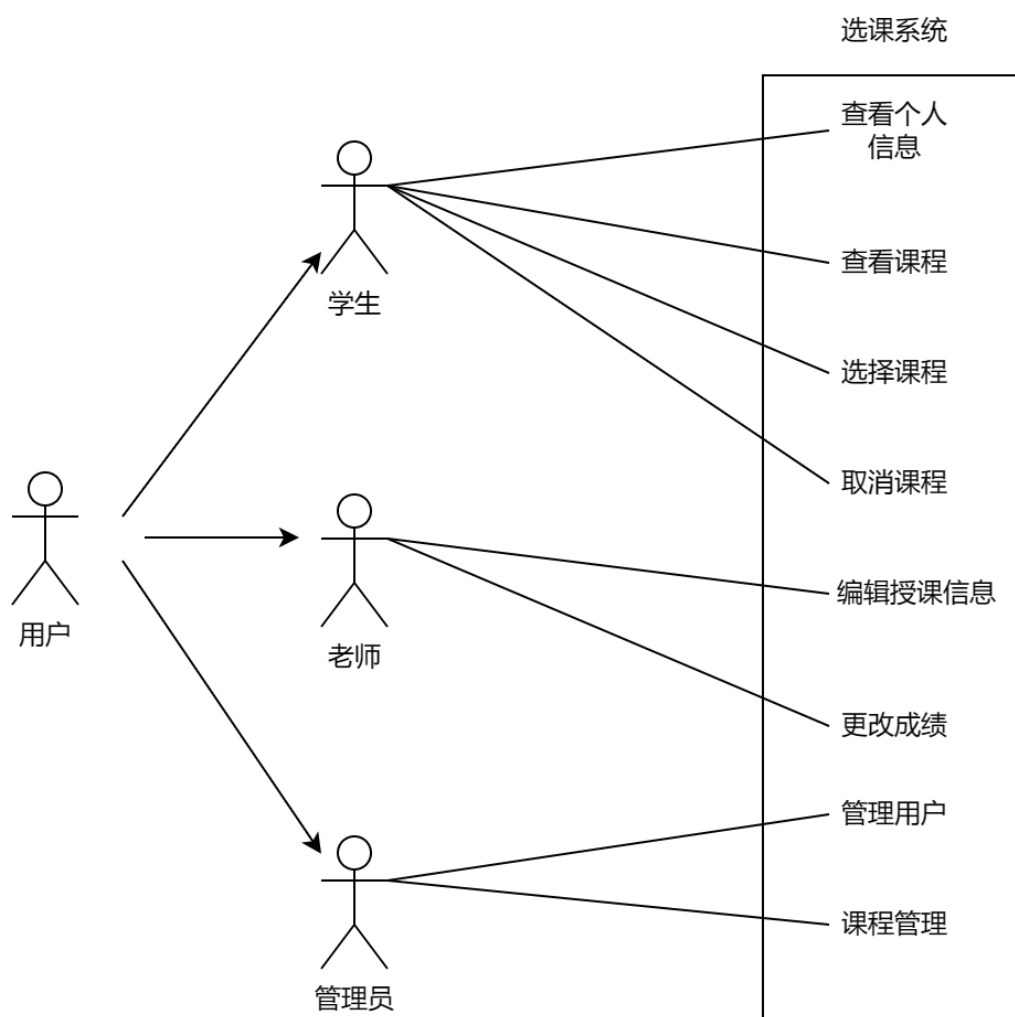 选课系统
查看个人
信息
查看课程
学生
选择课程
取消课程
编辑授课信息
用户
老师
更改成绩
管理用户
课程管理
管理员